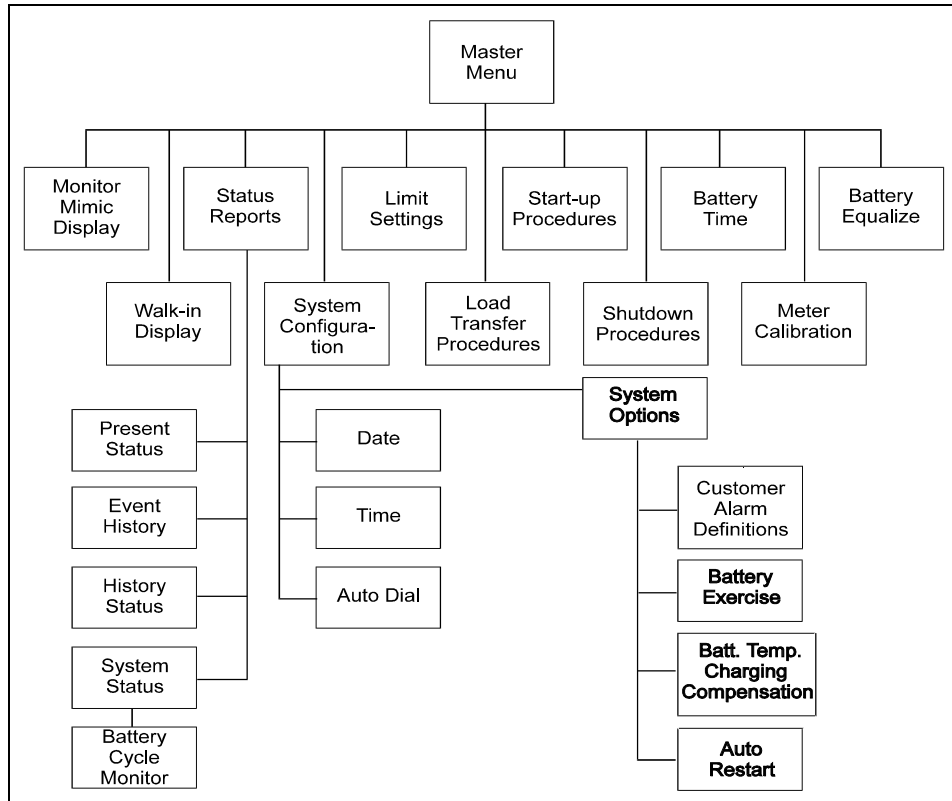 Master
Menu
Monitor
Mimic
Display
Status
Reports
Limit
Settings
Start-up
Procedures
Battery
Time
Battery
Equalize
Walk-in
Display
System
Configura-
tion
Load
Transfer
Procedures
Shutdown
Procedures
Meter
Calibration
System
Options
Present
Status
Date
Customer
Alarm
Definitions
Event
History
Time
Battery
Exercise
History
Status
Auto Dial
System
Status
Batt. Temp.
Charging
Compensation
Battery
Cycle
Monitor
Auto
Restart